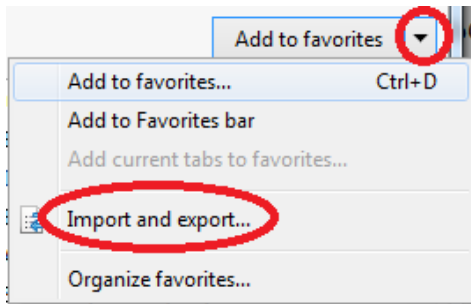 Add to favorites
Add to favorites... Ctrl+D
Add to Favorites bar
Add current tabs to favorites...
Import and export...
Organize favorites...